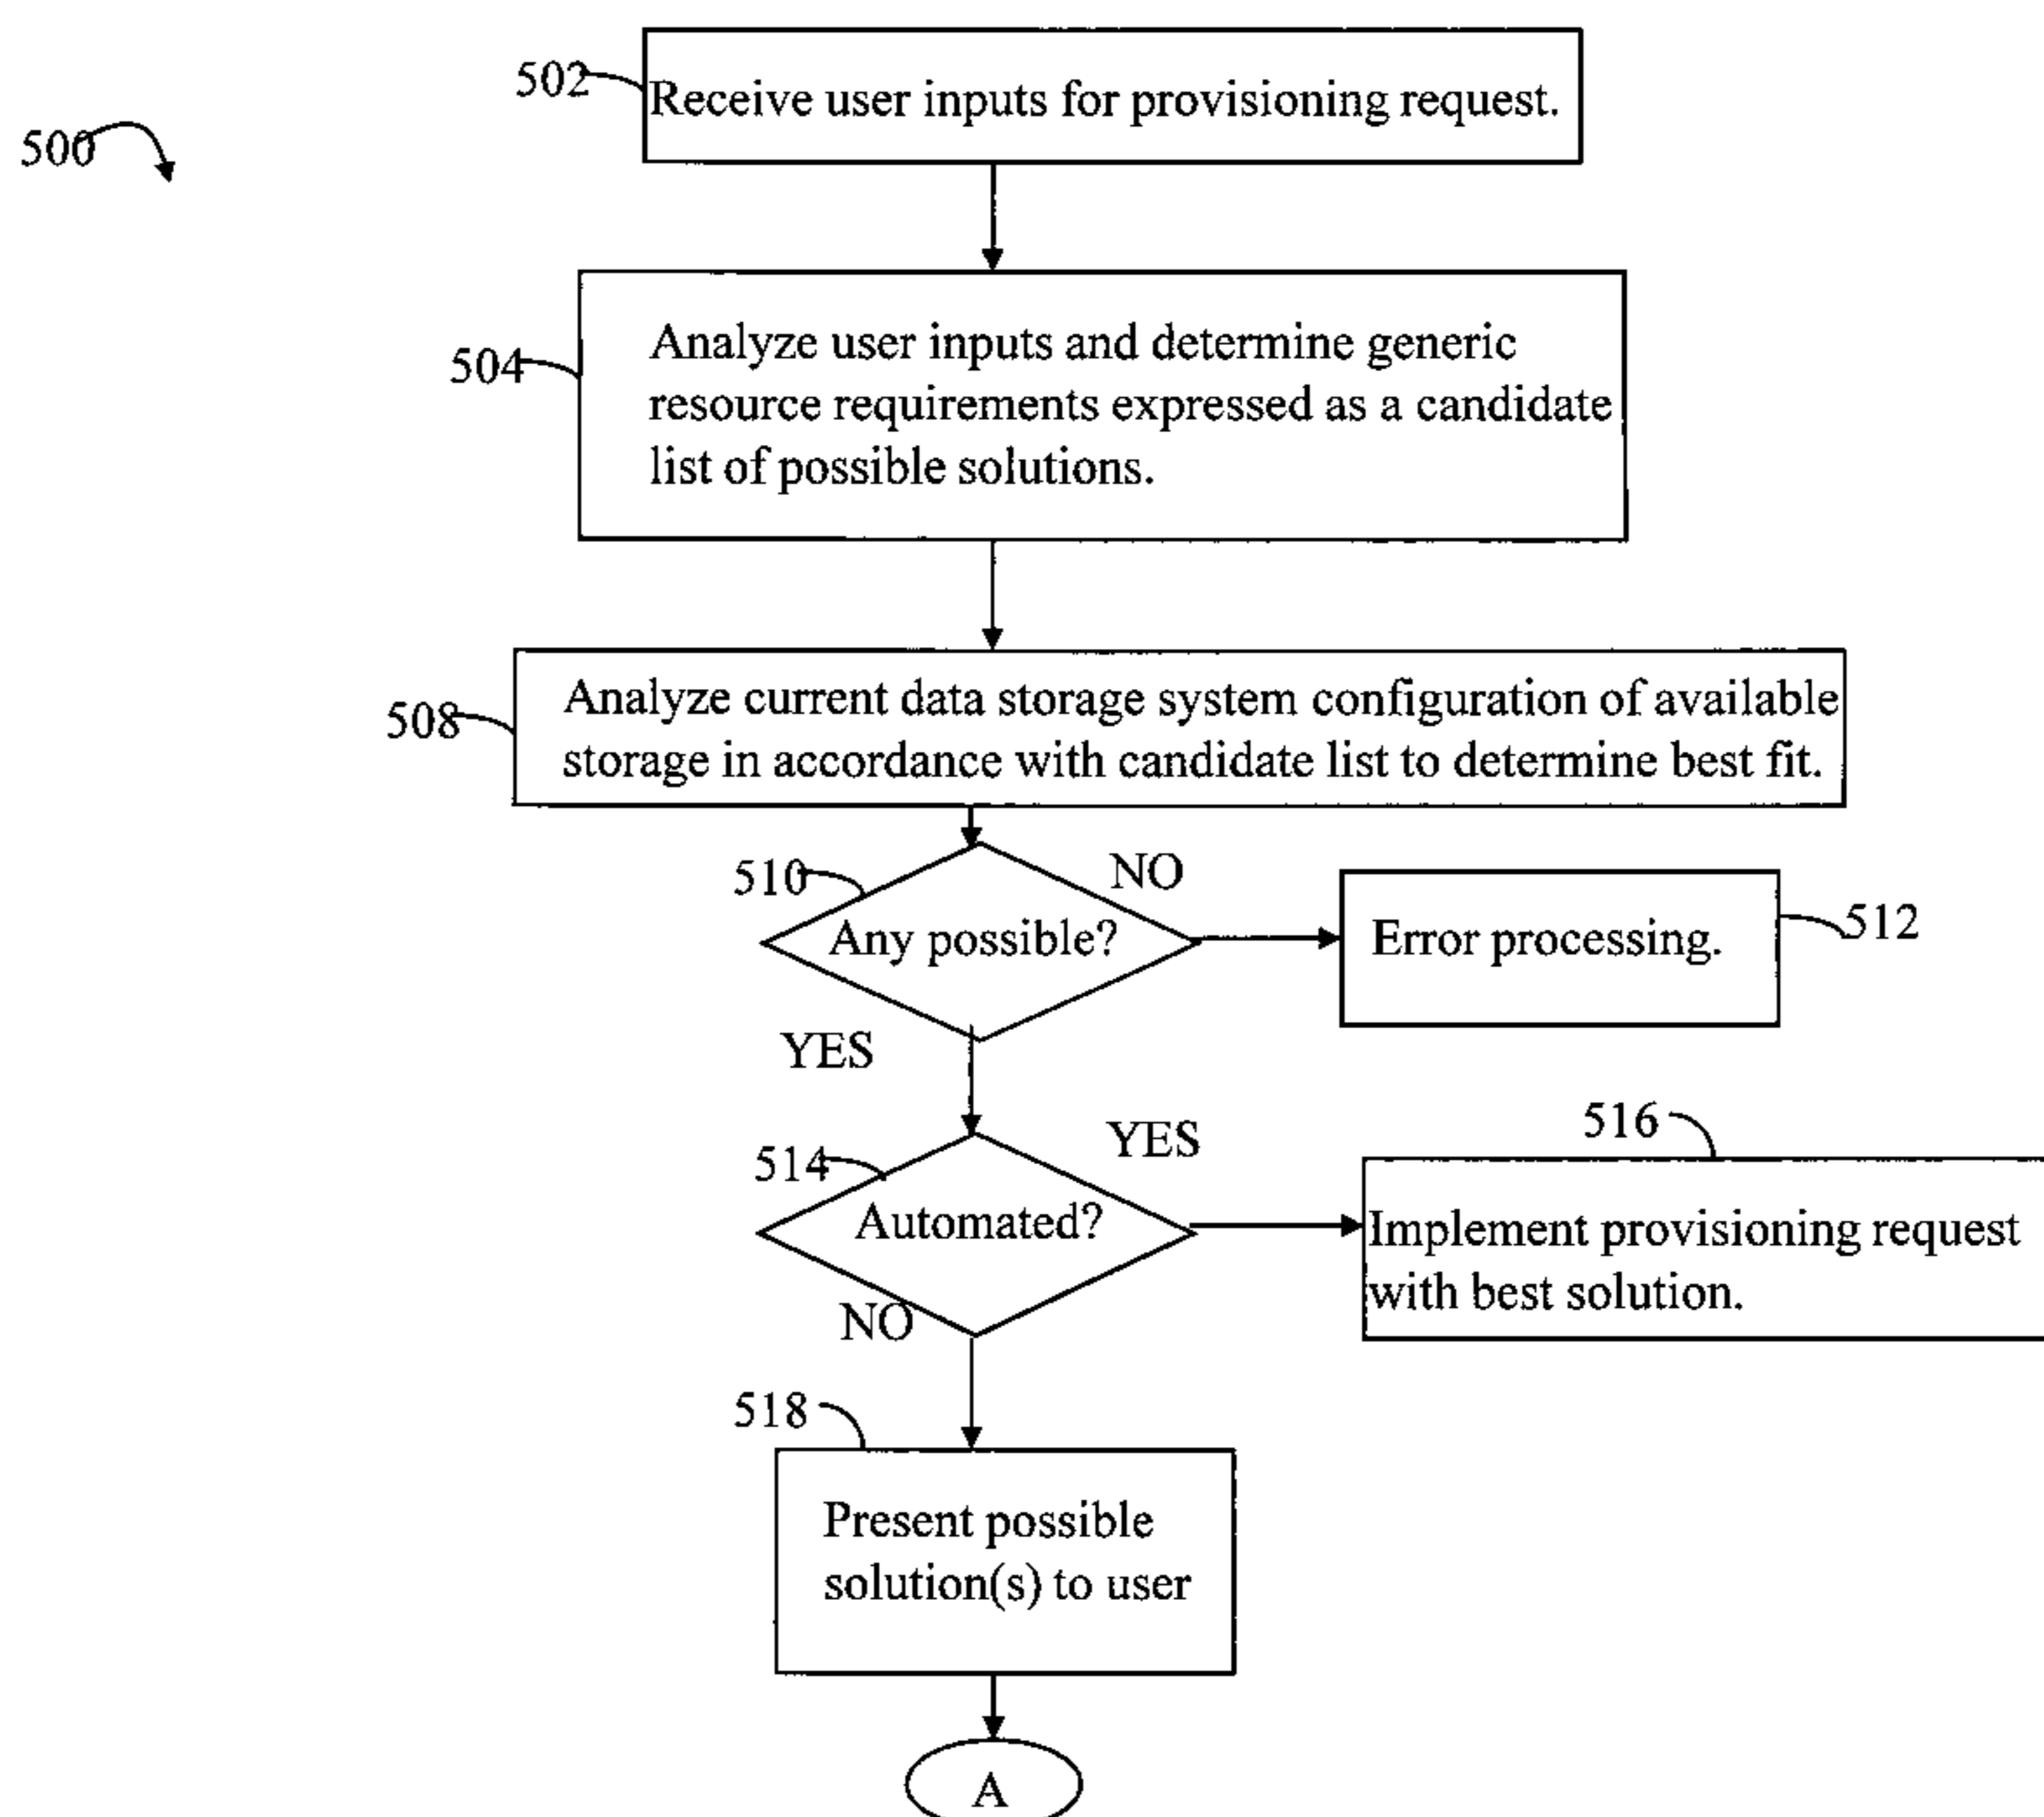 502
Receive user inputs for provisioning request.
500
504
Analyze user inputs and determine generic
resource requirements expressed as a candidate
list of possible solutions.
508
Analyze current data storage system configuration of available
storage in accordance with candidate list to determine best fit.
510
NO
Any possible?
Error processing.
512
YES
514
YES
516
Automated?
Implement provisioning request
with best solution.
NO
518
Present possible
solution(s) to user
A